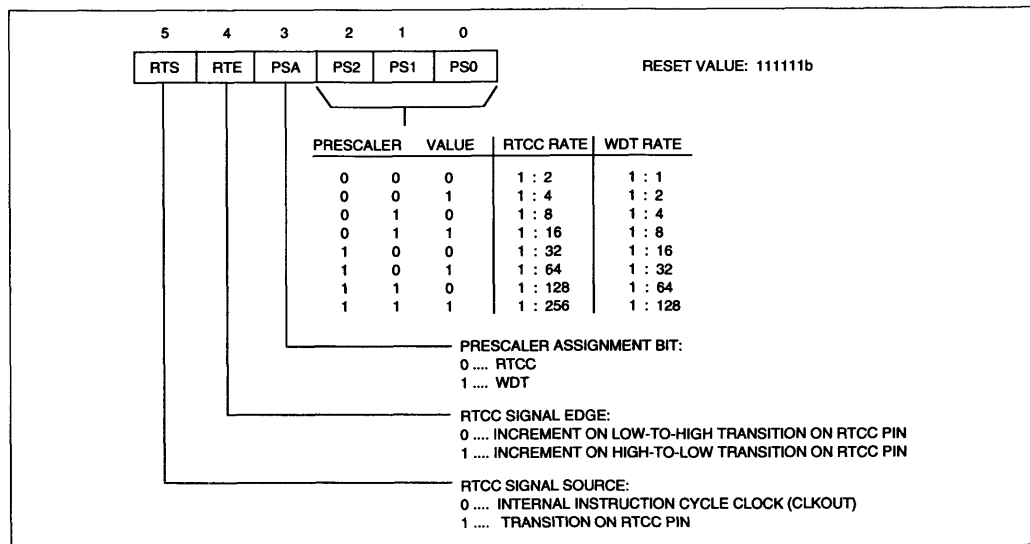 5 4 3 2 1 0
RTS RTE PSA PS2 PS1 PS0 RESET VALUE: 111111b
PRESCALER VALUE RTCC RATE WDT RATE
0 0 0 1 : 2 1 : 1
0 0 1 1 : 4 1 : 2
0 1 0 1 : 8 1 : 4
0 1 1 1 : 16 1 : 8
1 0 0 1 : 32 1 : 16
1 0 1 1 : 64 1 : 32
1 1 0 1 : 128 1 : 64
1 1 1 1 : 256 1 : 128
PRESCALER ASSIGNMENT BIT:
0 .... RTCC
1 .... WDT
RTCC SIGNAL EDGE:
0 .... INCREMENT ON LOW-TO-HIGH TRANSITION ON RTCC PIN
1 .... INCREMENT ON HIGH-TO-LOW TRANSITION ON RTCC PIN
RTCC SIGNAL SOURCE:
0 .... INTERNAL INSTRUCTION CYCLE CLOCK (CLKOUT)
1 .... TRANSITION ON RTCC PIN